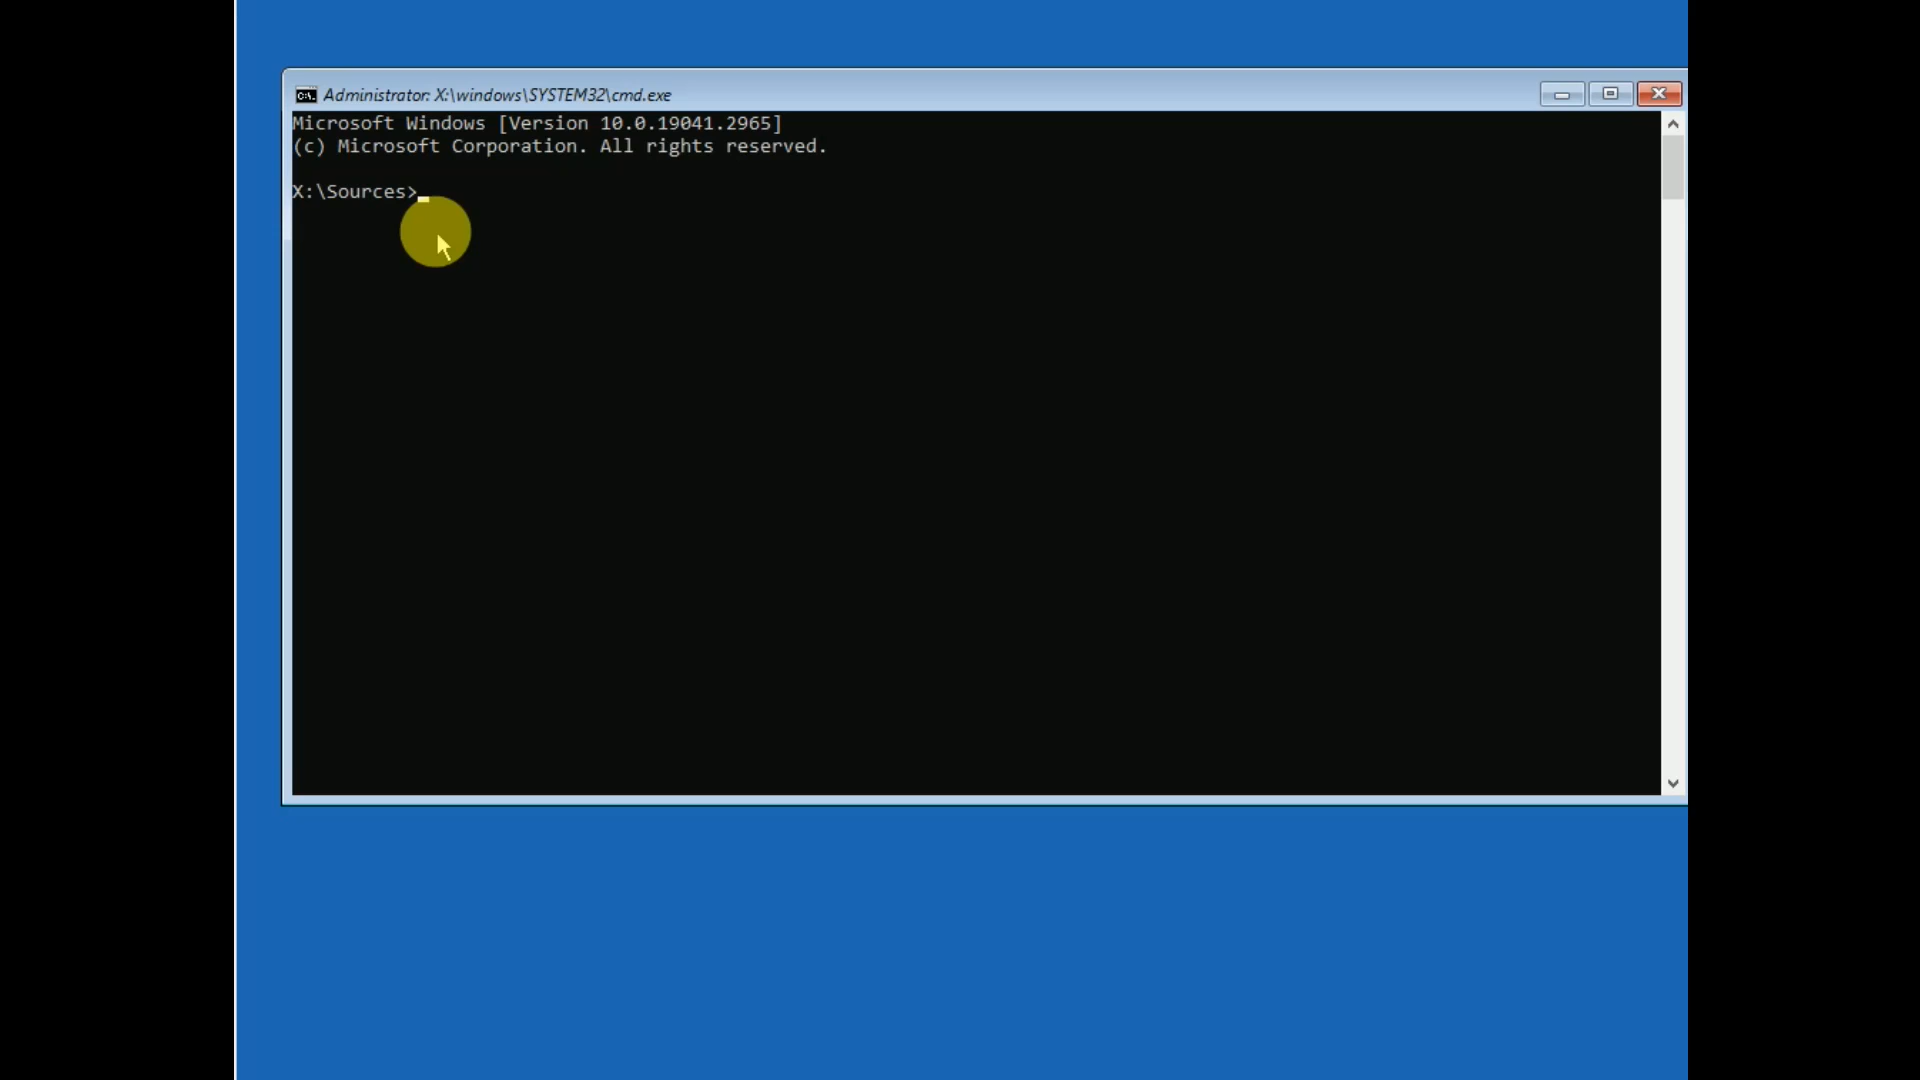 Administrator: X:\windows\SYSTEM32\cmd.exe
Microsoft Windows [Version 10.0.19041.2965]
(c) Microsoft Corporation. All rights reserved.
X:\Sources>